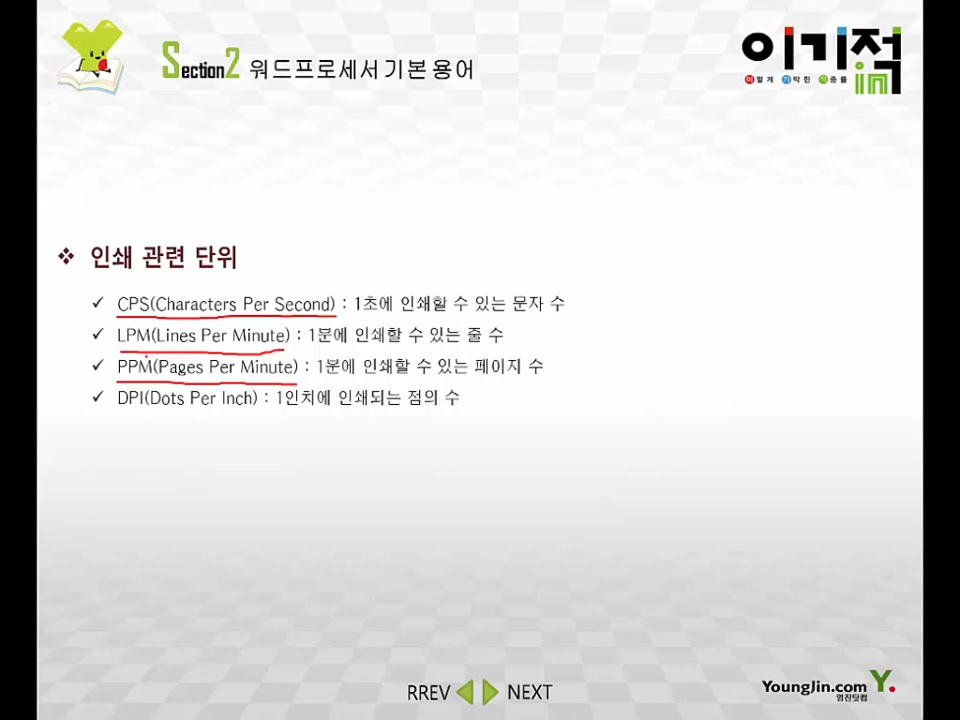 Section2 워드프로세서 기본 용어
이기적in
이렇게 기막힌 적중률
❖ 인쇄 관련 단위
✓ CPS(Characters Per Second) : 1초에 인쇄할 수 있는 문자 수
✓ LPM(Lines Per Minute) : 1분에 인쇄할 수 있는 줄 수
✓ PPM(Pages Per Minute) : 1분에 인쇄할 수 있는 페이지 수
✓ DPI(Dots Per Inch) : 1인치에 인쇄되는 점의 수
RREV NEXT
YoungJin.com Y.
영진닷컴